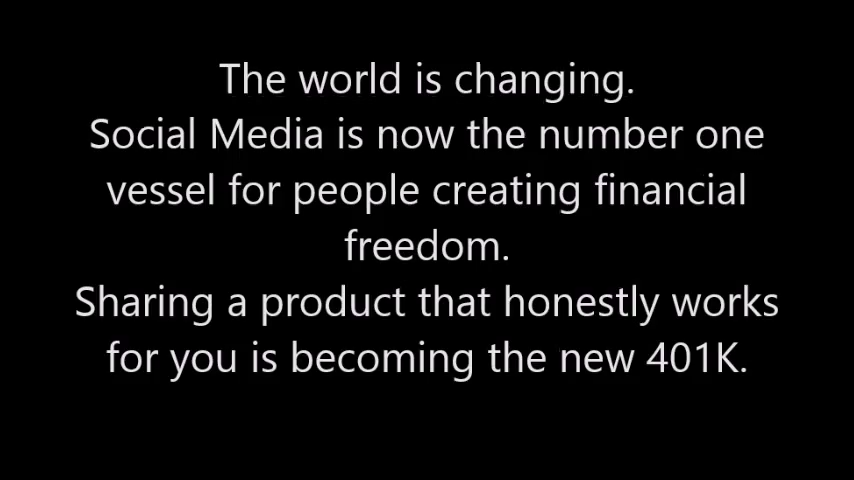 The world is changing.
Social Media is now the number one
vessel for people creating financial
freedom.
Sharing a product that honestly works
for you is becoming the new 401K.